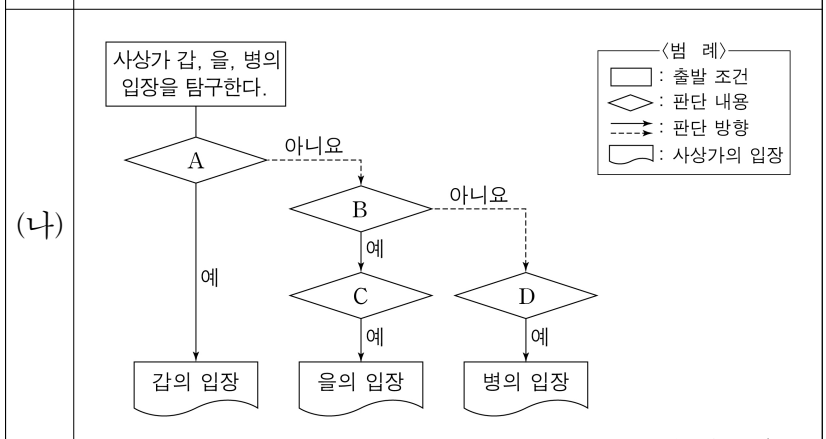 (나)
사상가 갑, 을, 병의
입장을 탐구한다.
〈범 례〉
: 출발 조건
: 판단 내용
: 판단 방향
: 사상가의 입장
A
아니요
B
아니요
예
예
C
D
예
예
갑의 입장
을의 입장
병의 입장